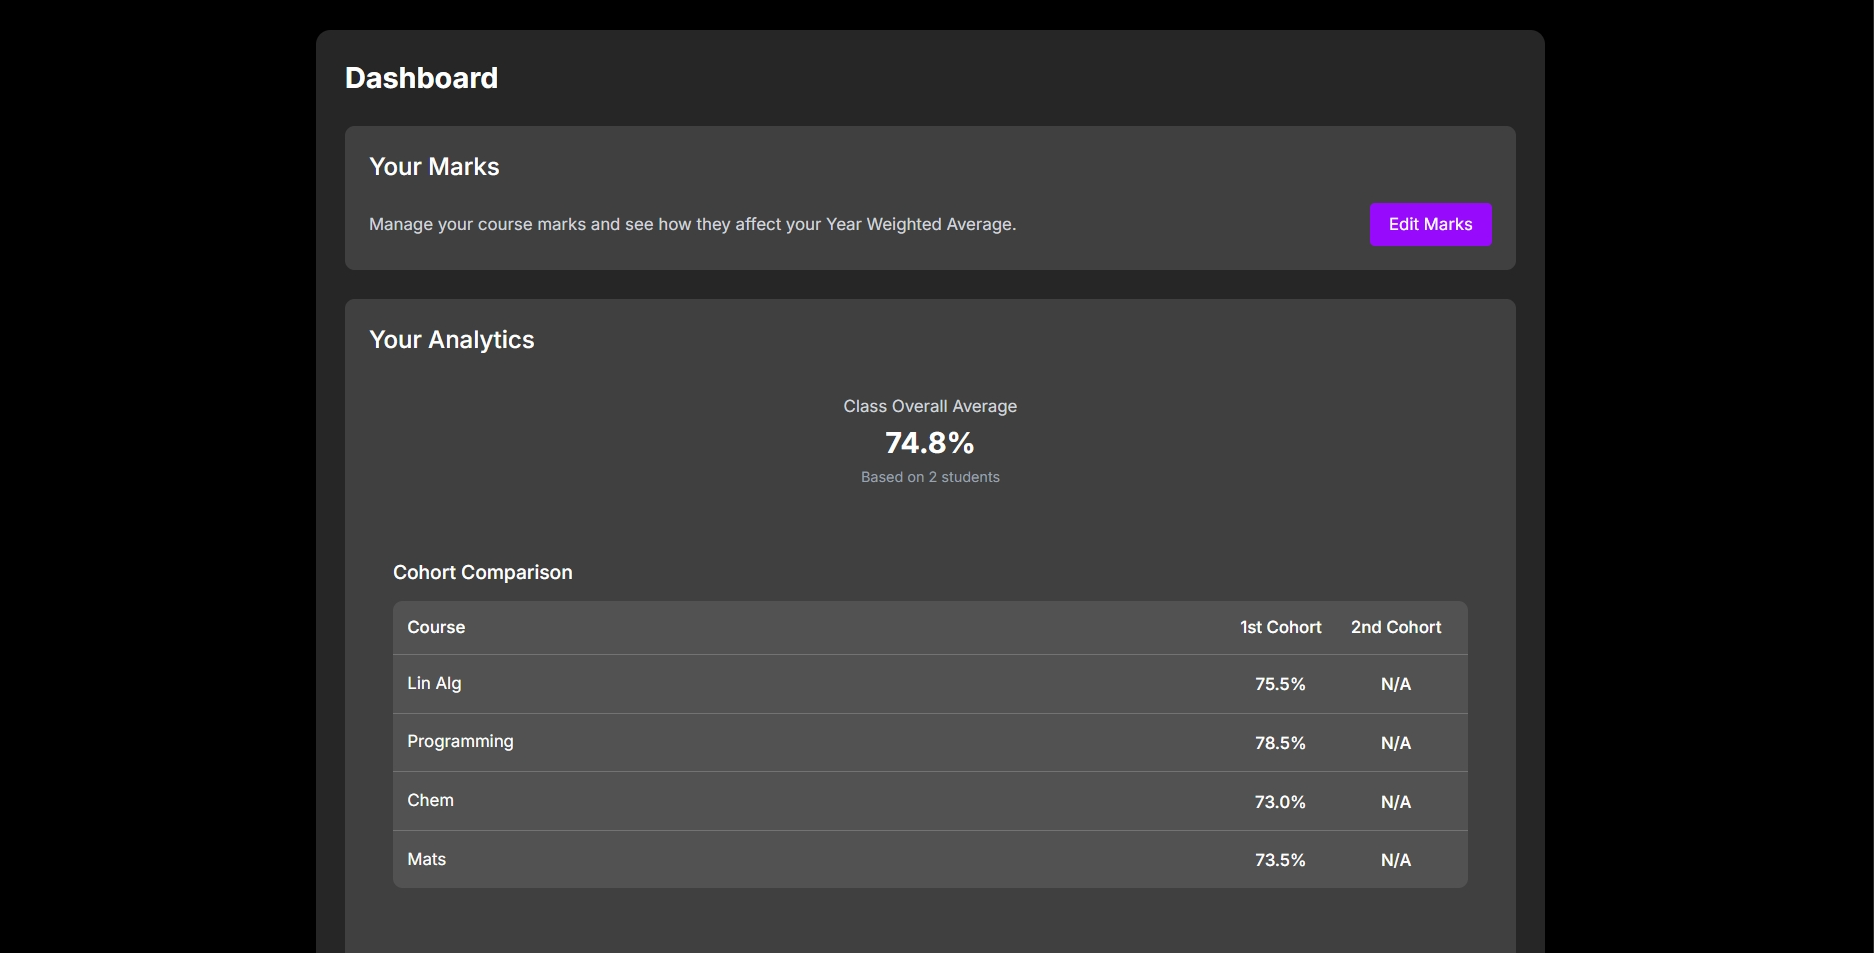 Dashboard
Your Marks
Manage your course marks and see how they affect your Year Weighted Average.
Edit Marks
Your Analytics
Class Overall Average
74.8%
Based on 2 students
Cohort Comparison
Course 1st Cohort 2nd Cohort
Lin Alg 75.5% N/A
Programming 78.5% N/A
Chem 73.0% N/A
Mats 73.5% N/A